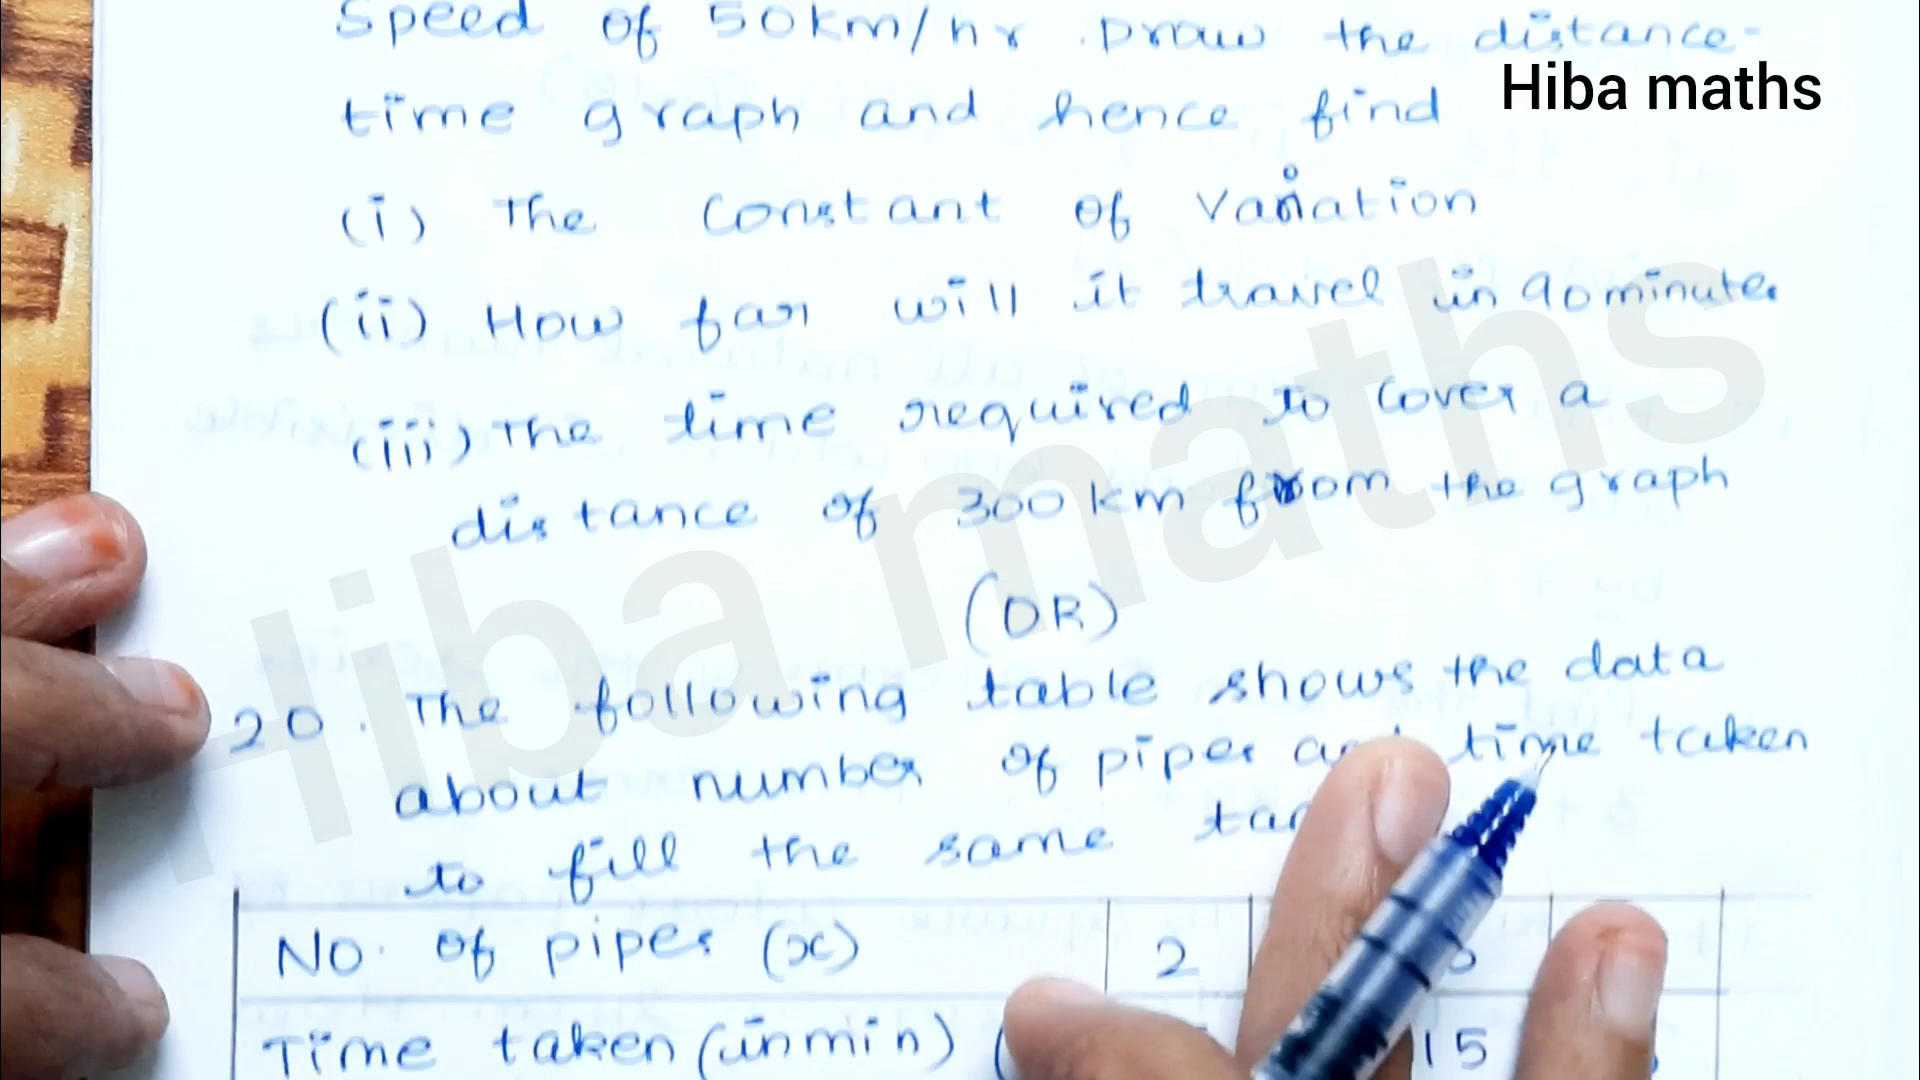 Speed of 50km/hr. Draw the distance-
Hiba maths
time graph and hence find
(i) The constant of Variation
(ii) How far will it travel in 90 minutes
(iii) The time required to cover a
distance of 300 km from the graph
(OR)
20. The following table shows the data
about number of pipes and time taken
to fill the same
No. of pipes (x) 2
Time taken (in min) 15
Hiba maths